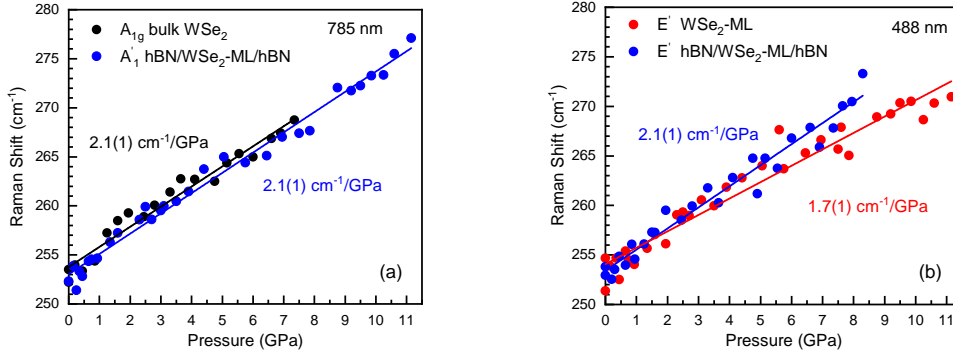 A1g bulk WSe2
A'1 hBN/WSe2-ML/hBN
785 nm
2.1(1) cm-1/GPa
2.1(1) cm-1/GPa
(a)
Raman Shift (cm-1)
280
275
270
265
260
255
250
0 1 2 3 4 5 6 7 8 9 10 11
Pressure (GPa)
E' WSe2-ML
E' hBN/WSe2-ML/hBN
488 nm
2.1(1) cm-1/GPa
1.7(1) cm-1/GPa
(b)
Raman Shift (cm-1)
280
275
270
265
260
255
250
0 1 2 3 4 5 6 7 8 9 10 11
Pressure (GPa)